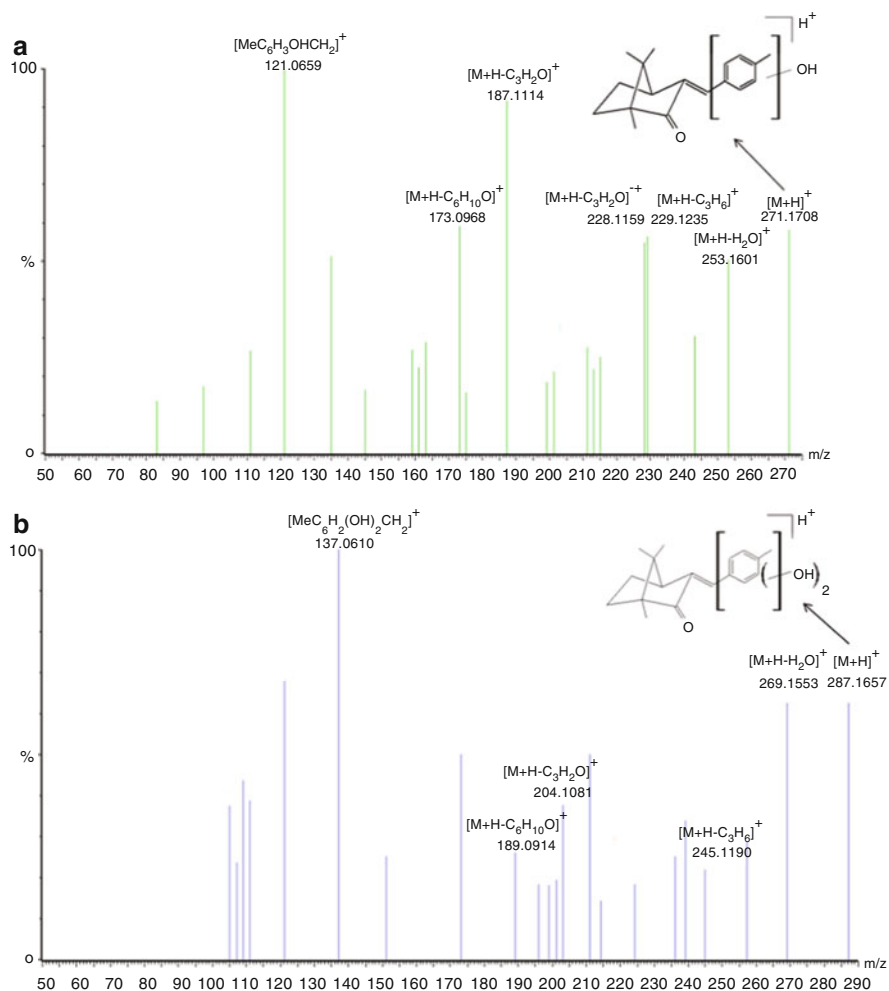 a
[MeC6H3OHCH2]+
121.0659
[M+H-C3H2O]+
187.1114
H+
OH
O
[M+H-C6H10O]+
173.0968
[M+H-C3H2O]-+
228.1159
[M+H-C3H6]+
229.1235
[M+H]+
271.1708
[M+H-H2O]+
253.1601
100
%
O
50 60 70 80 90 100 110 120 130 140 150 160 170 180 190 200 210 220 230 240 250 260 270
m/z
b
[MeC6H2(OH)2CH2]+
137.0610
H+
(OH)2
O
[M+H-H2O]+
269.1553
[M+H]+
287.1657
[M+H-C3H2O]+
204.1081
[M+H-C6H10O]+
189.0914
[M+H-C3H6]+
245.1190
100
%
O
50 60 70 80 90 100 110 120 130 140 150 160 170 180 190 200 210 220 230 240 250 260 270 280 290
m/z